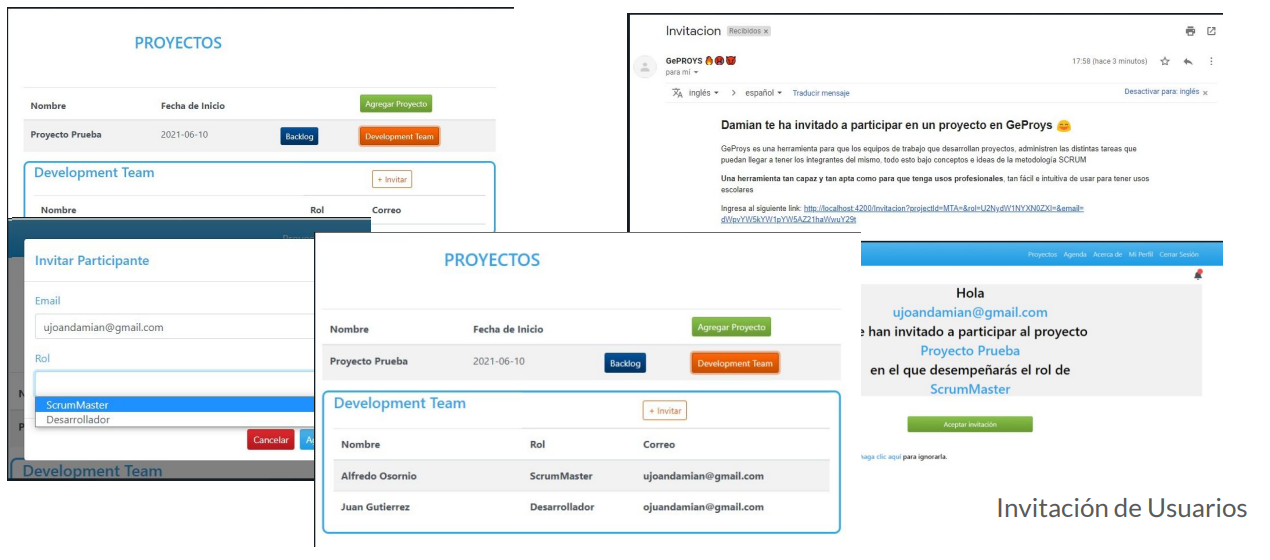 PROYECTOS
Nombre Fecha de Inicio Agregar Proyecto
Proyecto Prueba 2021-06-10 Backlog Development Team
Development Team
+ Invitar
Nombre Rol Correo
Invitar Participante
Email
ujoandamian@gmail.com
Rol
ScrumMaster
Desarrollador
Cancelar
Development Team
PROYECTOS
Nombre Fecha de Inicio Agregar Proyecto
Proyecto Prueba 2021-06-10 Backlog Development Team
Development Team
+ Invitar
Nombre Rol Correo
Alfredo Osornio ScrumMaster ujoandamian@gmail.com
Juan Gutierrez Desarrollador ojuandamian@gmail.com
Invitacion Recibidos x
GePROYS 17:58 (hace 3 minutos)
para mí
inglés > español Traducir mensaje Desactivar para: inglés x
Damian te ha invitado a participar en un proyecto en GeProys
GeProys es una herramienta para que los equipos de trabajo que desarrollan proyectos, administren las distintas tareas que
puedan llegar a tener los integrantes del mismo, todo esto bajo conceptos e ideas de la metodología SCRUM
Una herramienta tan capaz y tan apta como para que tenga usos profesionales, tan fácil e intuitiva de usar para tener usos
escolares
Ingresa al siguiente link: http://localhost:4200/Invitacion?projectId=MTA=&rol=U2NydW1NYXN0ZXI=&email=
Proyectos Agenda Acerca de Mi Perfil Cerrar Sesión
Hola
ujoandamian@gmail.com
han invitado a participar al proyecto
Proyecto Prueba
en el que desempeñarás el rol de
ScrumMaster
Aceptar invitación
haga clic aquí para ignorarla.
Invitación de Usuarios